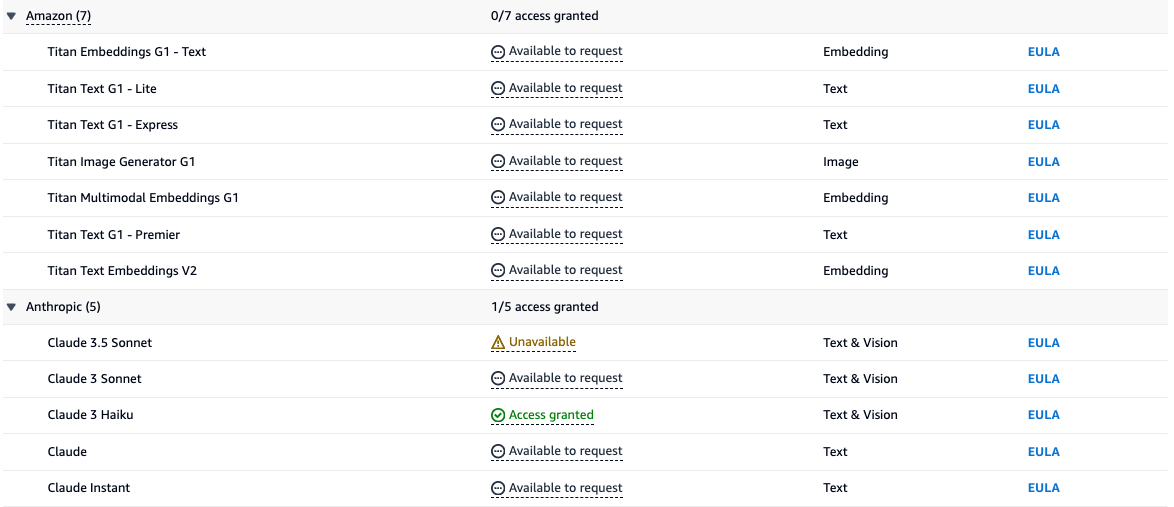 Amazon (7) 0/7 access granted
Titan Embeddings G1 - Text Available to request Embedding EULA
Titan Text G1 - Lite Available to request Text EULA
Titan Text G1 - Express Available to request Text EULA
Titan Image Generator G1 Available to request Image EULA
Titan Multimodal Embeddings G1 Available to request Embedding EULA
Titan Text G1 - Premier Available to request Text EULA
Titan Text Embeddings V2 Available to request Embedding EULA
Anthropic (5) 1/5 access granted
Claude 3.5 Sonnet Unavailable Text & Vision EULA
Claude 3 Sonnet Available to request Text & Vision EULA
Claude 3 Haiku Access granted Text & Vision EULA
Claude Available to request Text EULA
Claude Instant Available to request Text EULA